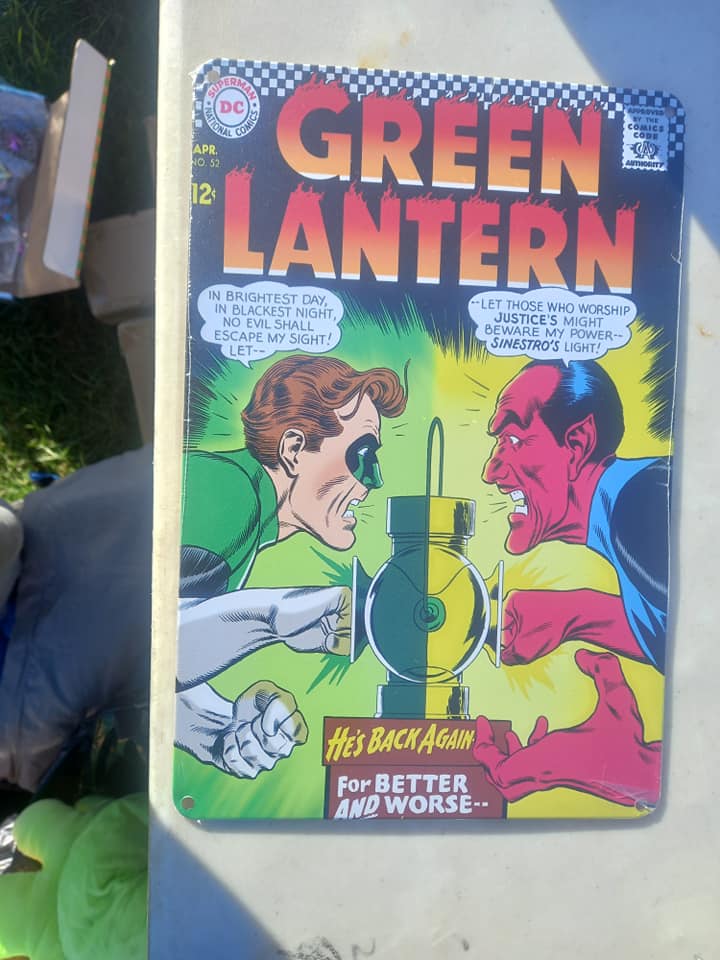 SUPERMAN
DC
NATIONAL COMICS
APR.
NO. 52
12¢
GREEN
LANTERN
APPROVED
BY THE
COMICS
CODE
CA
AUTHORITY
IN BRIGHTEST DAY,
IN BLACKEST NIGHT,
NO EVIL SHALL
ESCAPE MY SIGHT!
LET--
--LET THOSE WHO WORSHIP
JUSTICE'S MIGHT
BEWARE MY POWER--
SINESTRO'S LIGHT!
HE'S BACK AGAIN
FOR BETTER
AND WORSE--